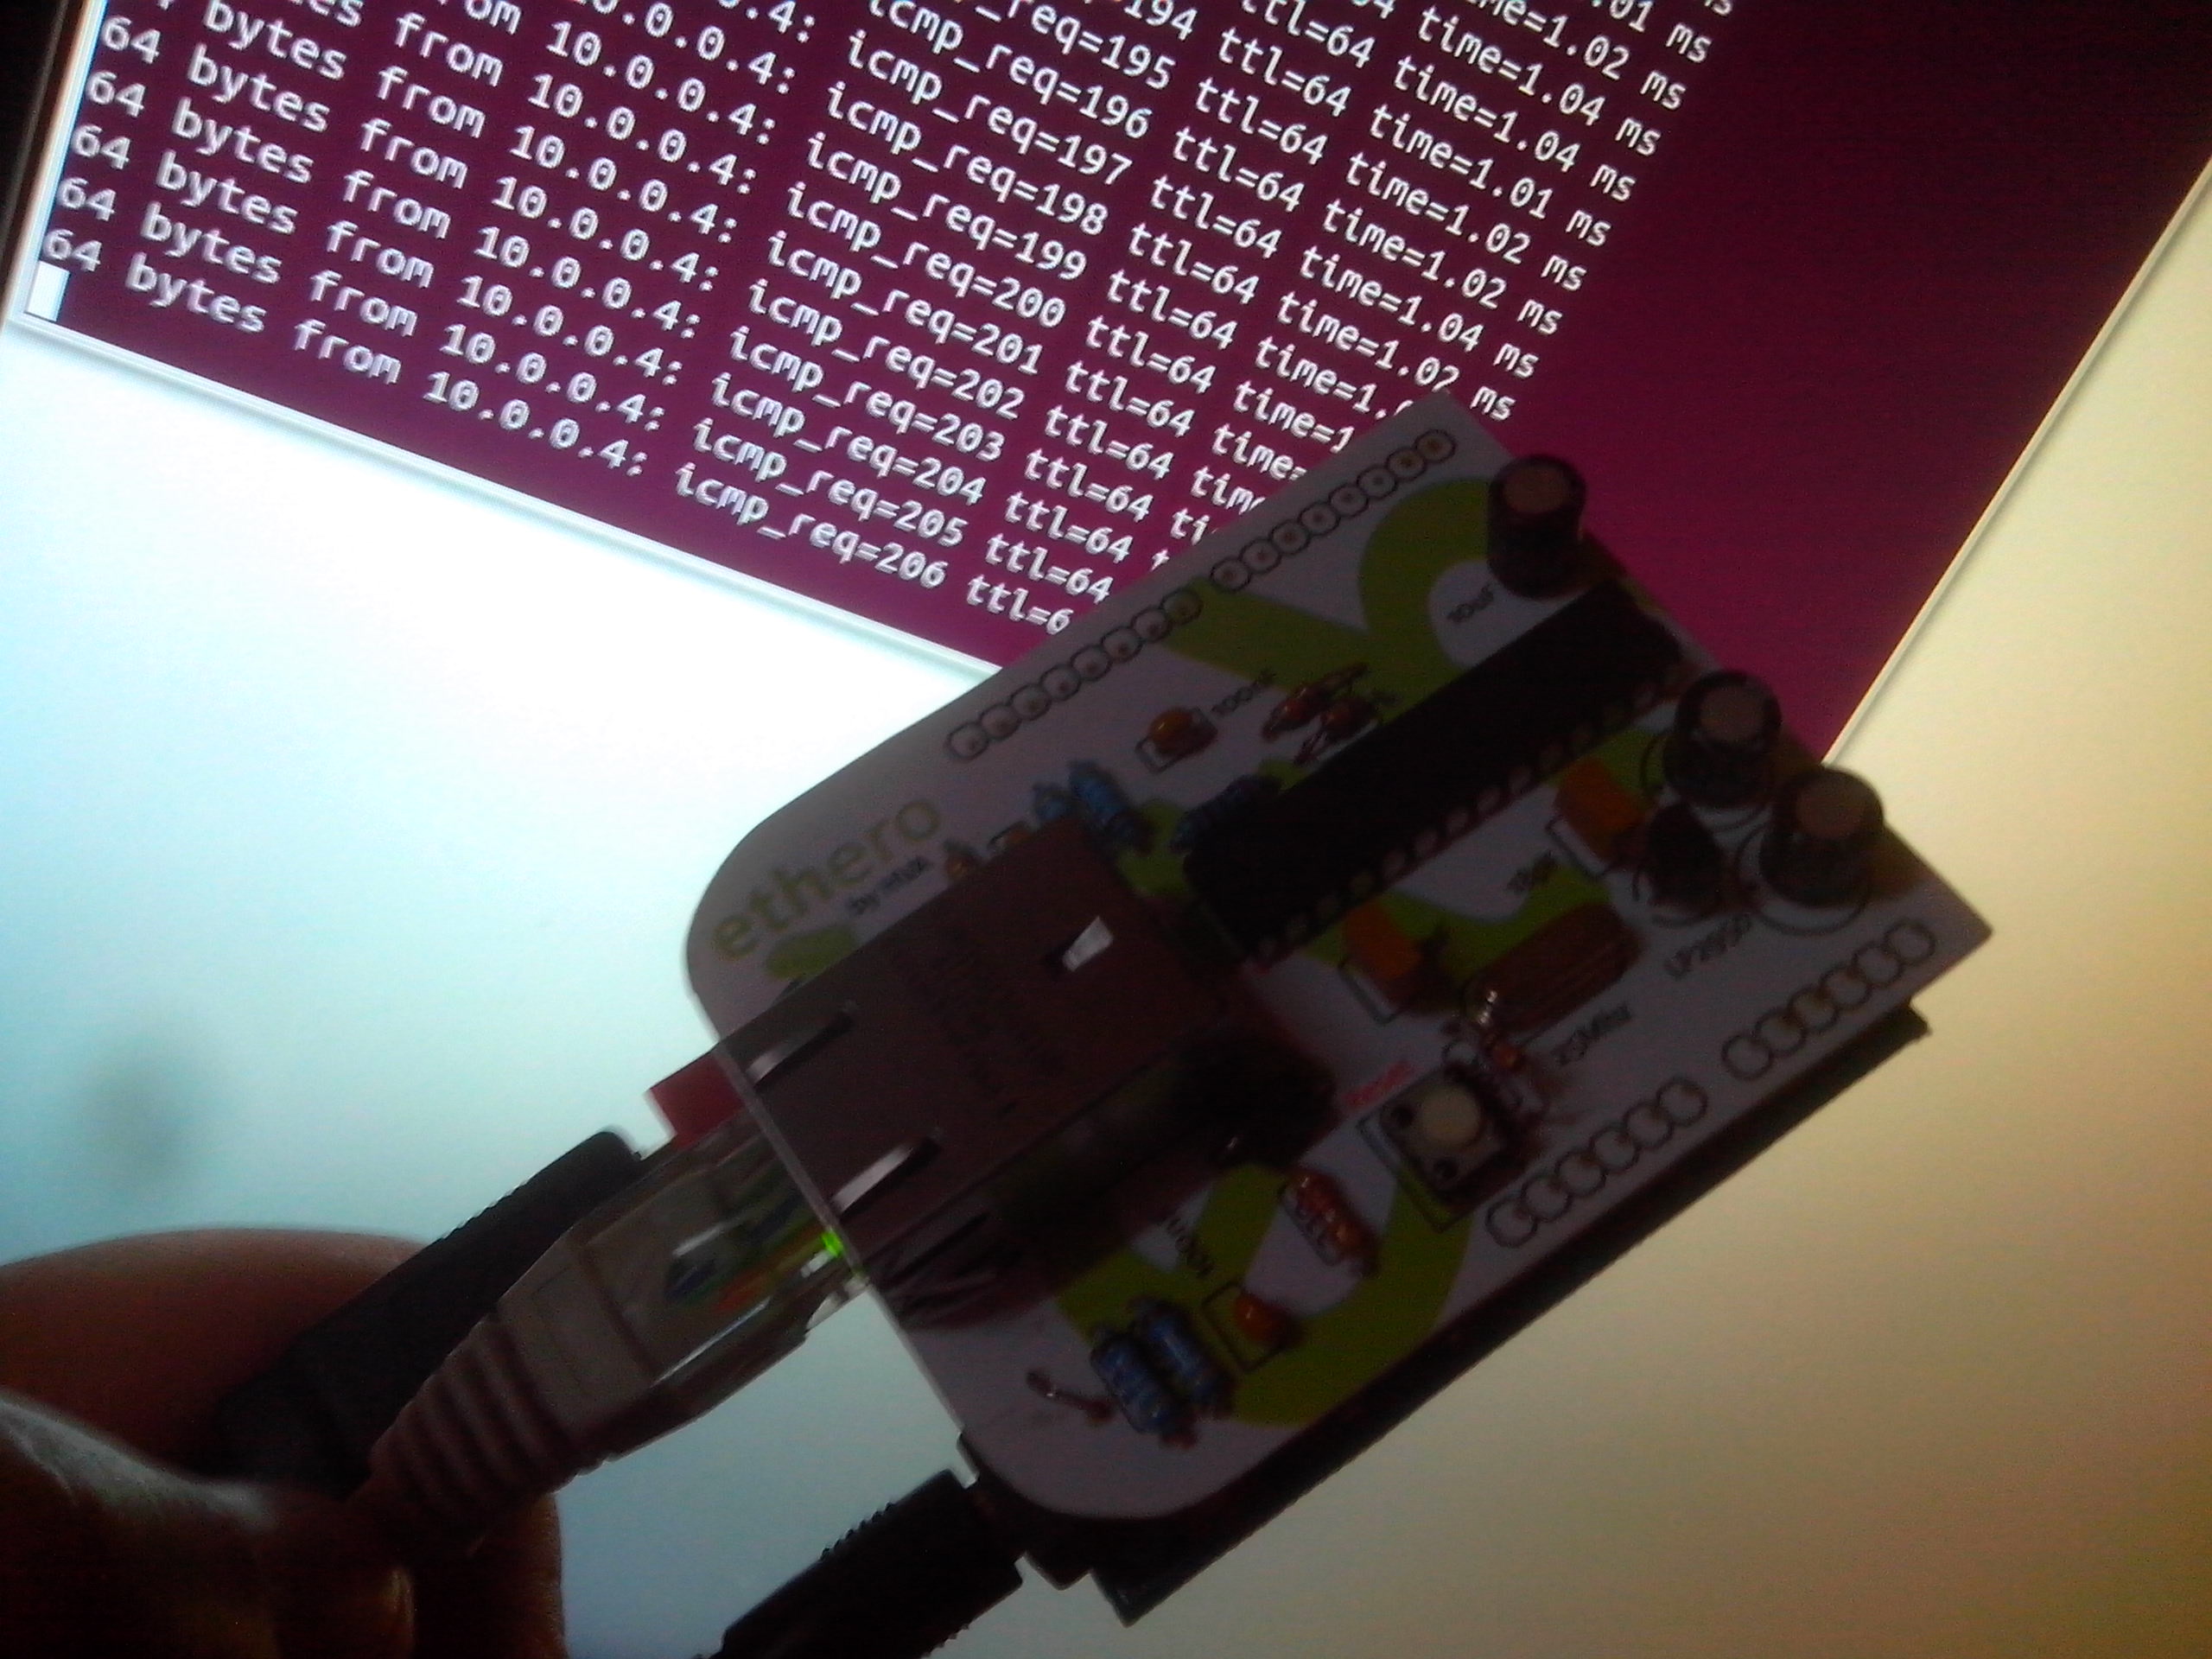 64 bytes from 10.0.0.4: icmp_req=195 ttl=64 time=1.04 ms
64 bytes from 10.0.0.4: icmp_req=196 ttl=64 time=1.04 ms
64 bytes from 10.0.0.4: icmp_req=197 ttl=64 time=1.01 ms
64 bytes from 10.0.0.4: icmp_req=198 ttl=64 time=1.02 ms
64 bytes from 10.0.0.4: icmp_req=199 ttl=64 time=1.02 ms
64 bytes from 10.0.0.4: icmp_req=200 ttl=64 time=1.04 ms
64 bytes from 10.0.0.4: icmp_req=201 ttl=64 time=1.02 ms
64 bytes from 10.0.0.4: icmp_req=202 ttl=64 time=1. ms
64 bytes from 10.0.0.4: icmp_req=203 ttl=64 time=1
64 bytes from 10.0.0.4: icmp_req=204 ttl=64
64 bytes from 10.0.0.4: icmp_req=205 ttl=64
64 bytes from 10.0.0.4: icmp_req=206 ttl=6
ethero
100nF
100n
10uF
25MHz